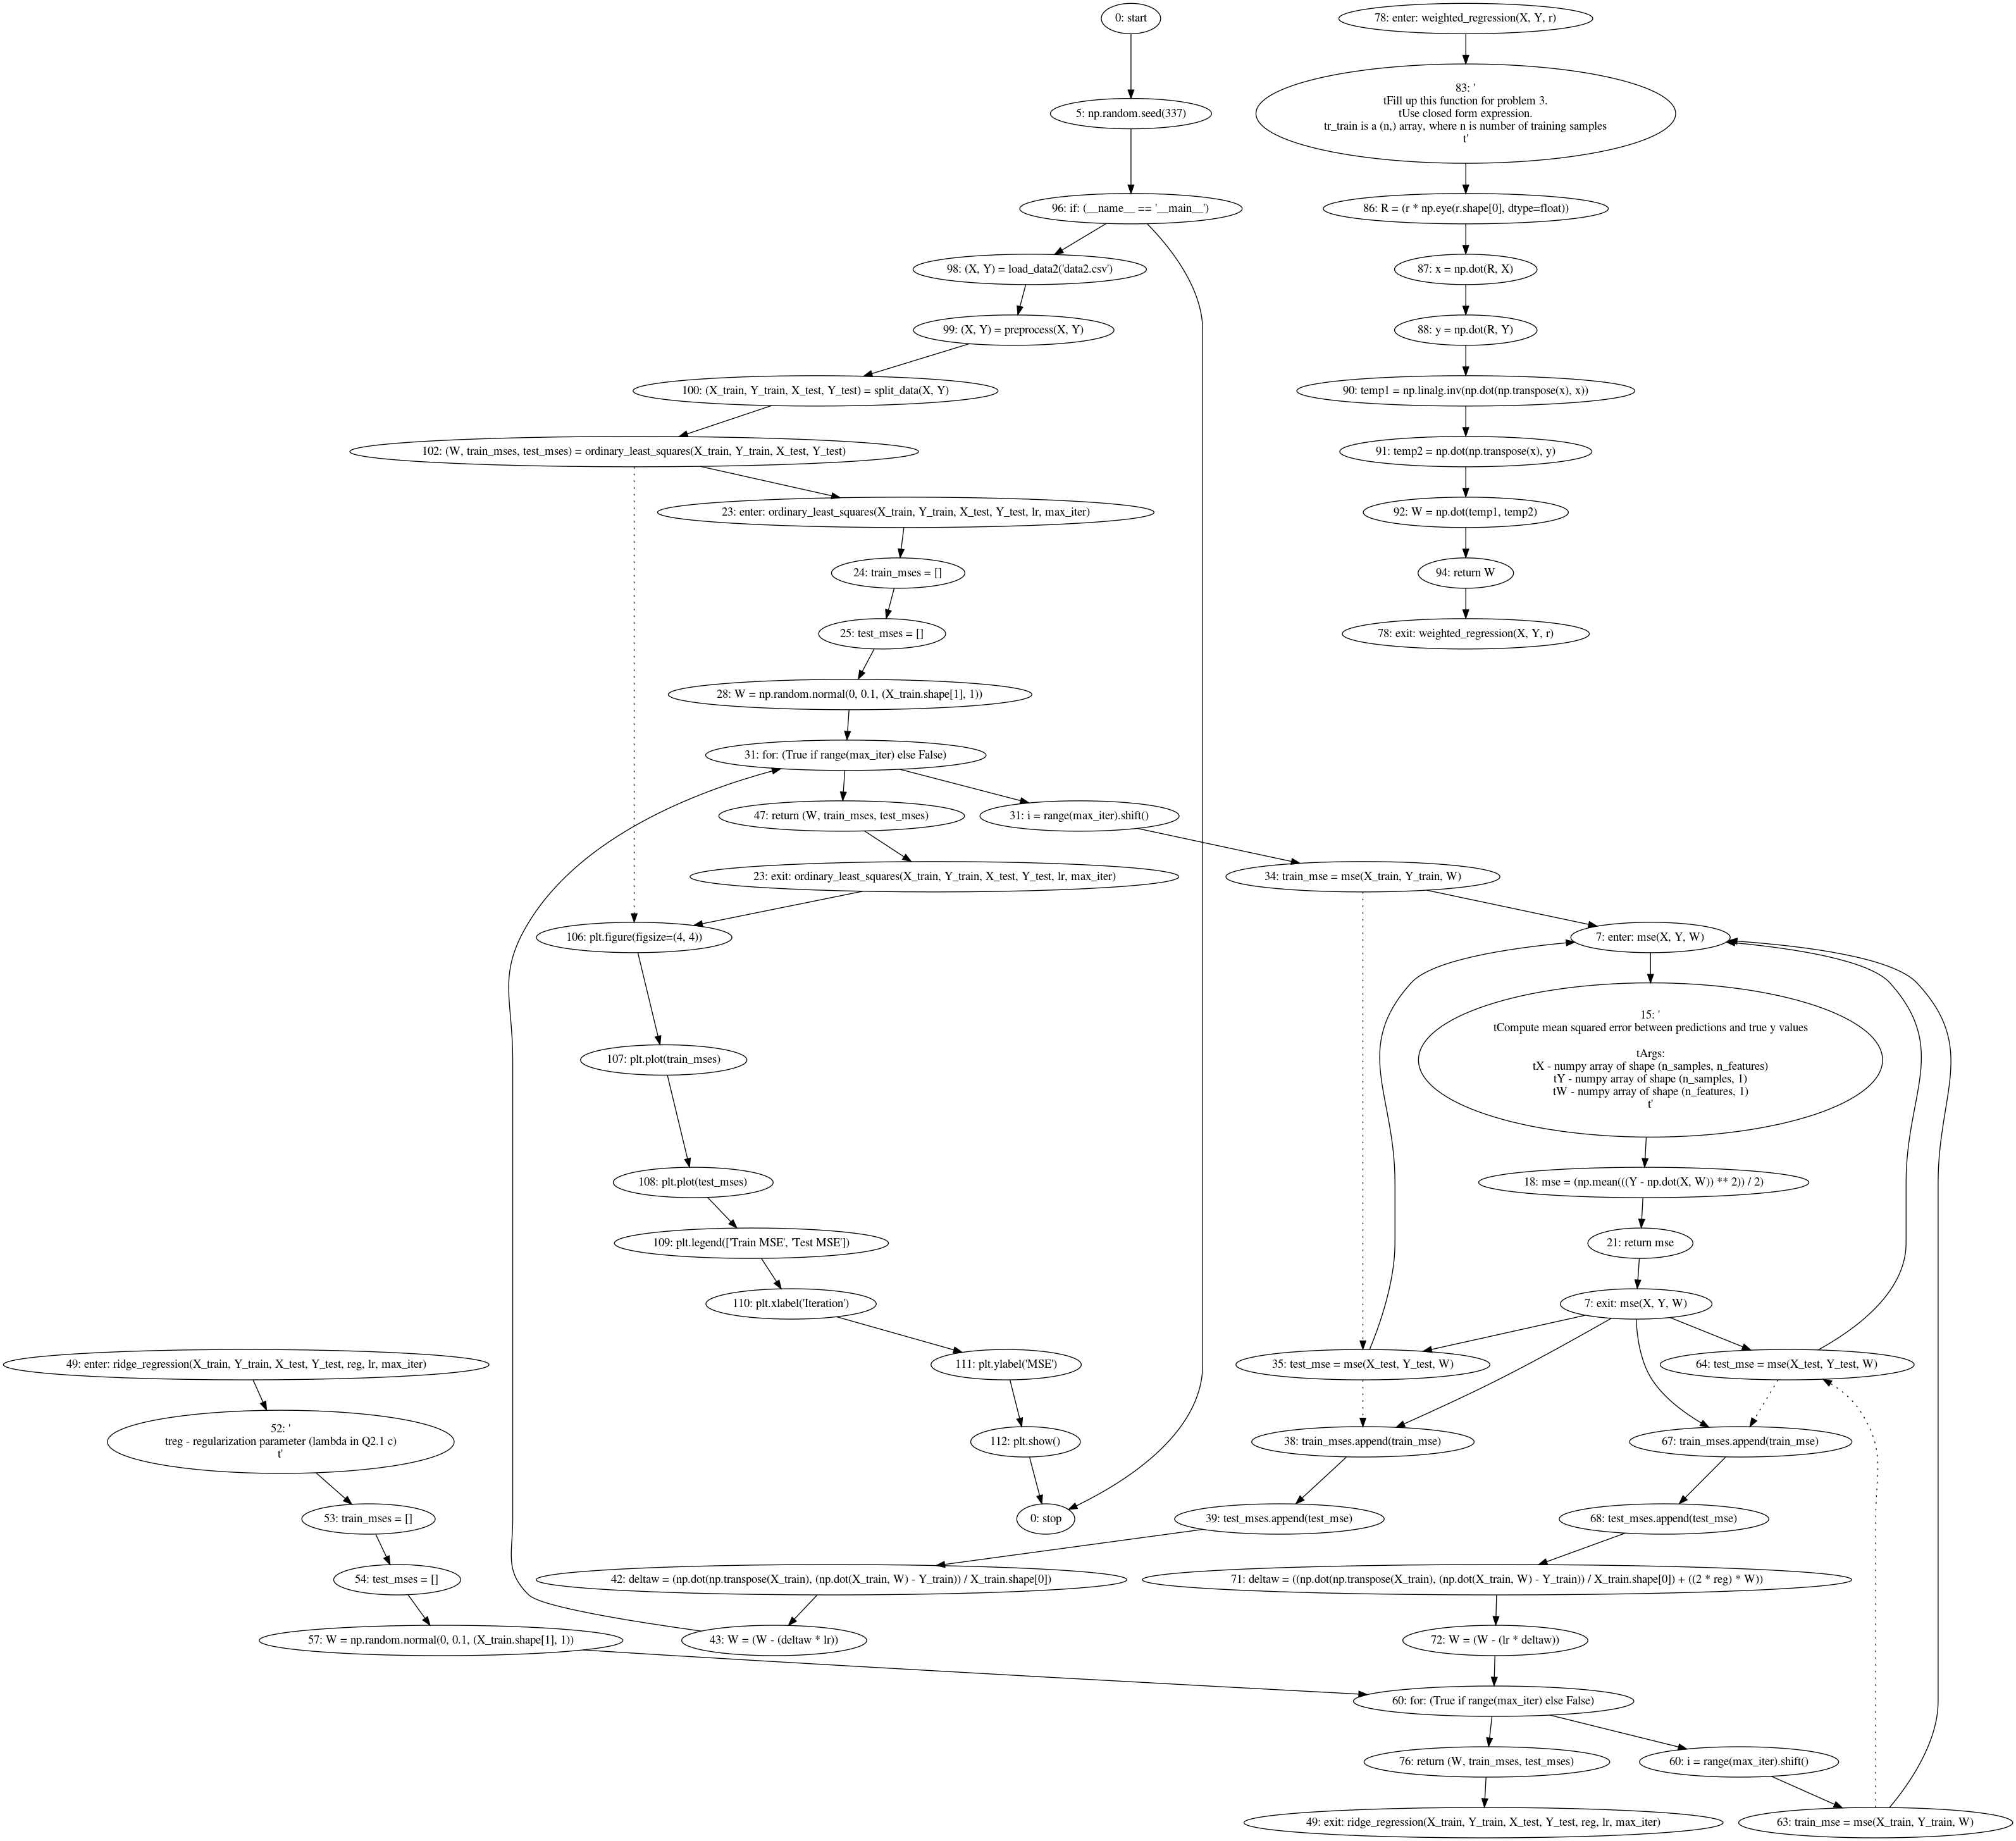 0: start
5: np.random.seed(337)
96: if: (__name__ == '__main__')
98: (X, Y) = load_data2('data2.csv')
99: (X, Y) = preprocess(X, Y)
100: (X_train, Y_train, X_test, Y_test) = split_data(X, Y)
102: (W, train_mses, test_mses) = ordinary_least_squares(X_train, Y_train, X_test, Y_test)
23: enter: ordinary_least_squares(X_train, Y_train, X_test, Y_test, lr, max_iter)
24: train_mses = []
25: test_mses = []
28: W = np.random.normal(0, 0.1, (X_train.shape[1], 1))
31: for: (True if range(max_iter) else False)
47: return (W, train_mses, test_mses)
31: i = range(max_iter).shift()
23: exit: ordinary_least_squares(X_train, Y_train, X_test, Y_test, lr, max_iter)
106: plt.figure(figsize=(4, 4))
107: plt.plot(train_mses)
108: plt.plot(test_mses)
109: plt.legend(['Train MSE', 'Test MSE'])
110: plt.xlabel('Iteration')
111: plt.ylabel('MSE')
112: plt.show()
0: stop
78: enter: weighted_regression(X, Y, r)
83: '
tFill up this function for problem 3.
tUse closed form expression.
tr_train is a (n,) array, where n is number of training samples
t'
86: R = (r * np.eye(r.shape[0], dtype=float))
87: x = np.dot(R, X)
88: y = np.dot(R, Y)
90: temp1 = np.linalg.inv(np.dot(np.transpose(x), x))
91: temp2 = np.dot(np.transpose(x), y)
92: W = np.dot(temp1, temp2)
94: return W
78: exit: weighted_regression(X, Y, r)
34: train_mse = mse(X_train, Y_train, W)
7: enter: mse(X, Y, W)
15: '
tCompute mean squared error between predictions and true y values
tArgs:
tX - numpy array of shape (n_samples, n_features)
tY - numpy array of shape (n_samples, 1)
tW - numpy array of shape (n_features, 1)
t'
18: mse = (np.mean(((Y - np.dot(X, W)) ** 2)) / 2)
21: return mse
7: exit: mse(X, Y, W)
35: test_mse = mse(X_test, Y_test, W)
64: test_mse = mse(X_test, Y_test, W)
38: train_mses.append(train_mse)
67: train_mses.append(train_mse)
39: test_mses.append(test_mse)
68: test_mses.append(test_mse)
42: deltaw = (np.dot(np.transpose(X_train), (np.dot(X_train, W) - Y_train)) / X_train.shape[0])
71: deltaw = ((np.dot(np.transpose(X_train), (np.dot(X_train, W) - Y_train)) / X_train.shape[0]) + ((2 * reg) * W))
43: W = (W - (deltaw * lr))
72: W = (W - (lr * deltaw))
49: enter: ridge_regression(X_train, Y_train, X_test, Y_test, reg, lr, max_iter)
52: '
treg - regularization parameter (lambda in Q2.1 c)
t'
53: train_mses = []
54: test_mses = []
57: W = np.random.normal(0, 0.1, (X_train.shape[1], 1))
60: for: (True if range(max_iter) else False)
76: return (W, train_mses, test_mses)
60: i = range(max_iter).shift()
49: exit: ridge_regression(X_train, Y_train, X_test, Y_test, reg, lr, max_iter)
63: train_mse = mse(X_train, Y_train, W)